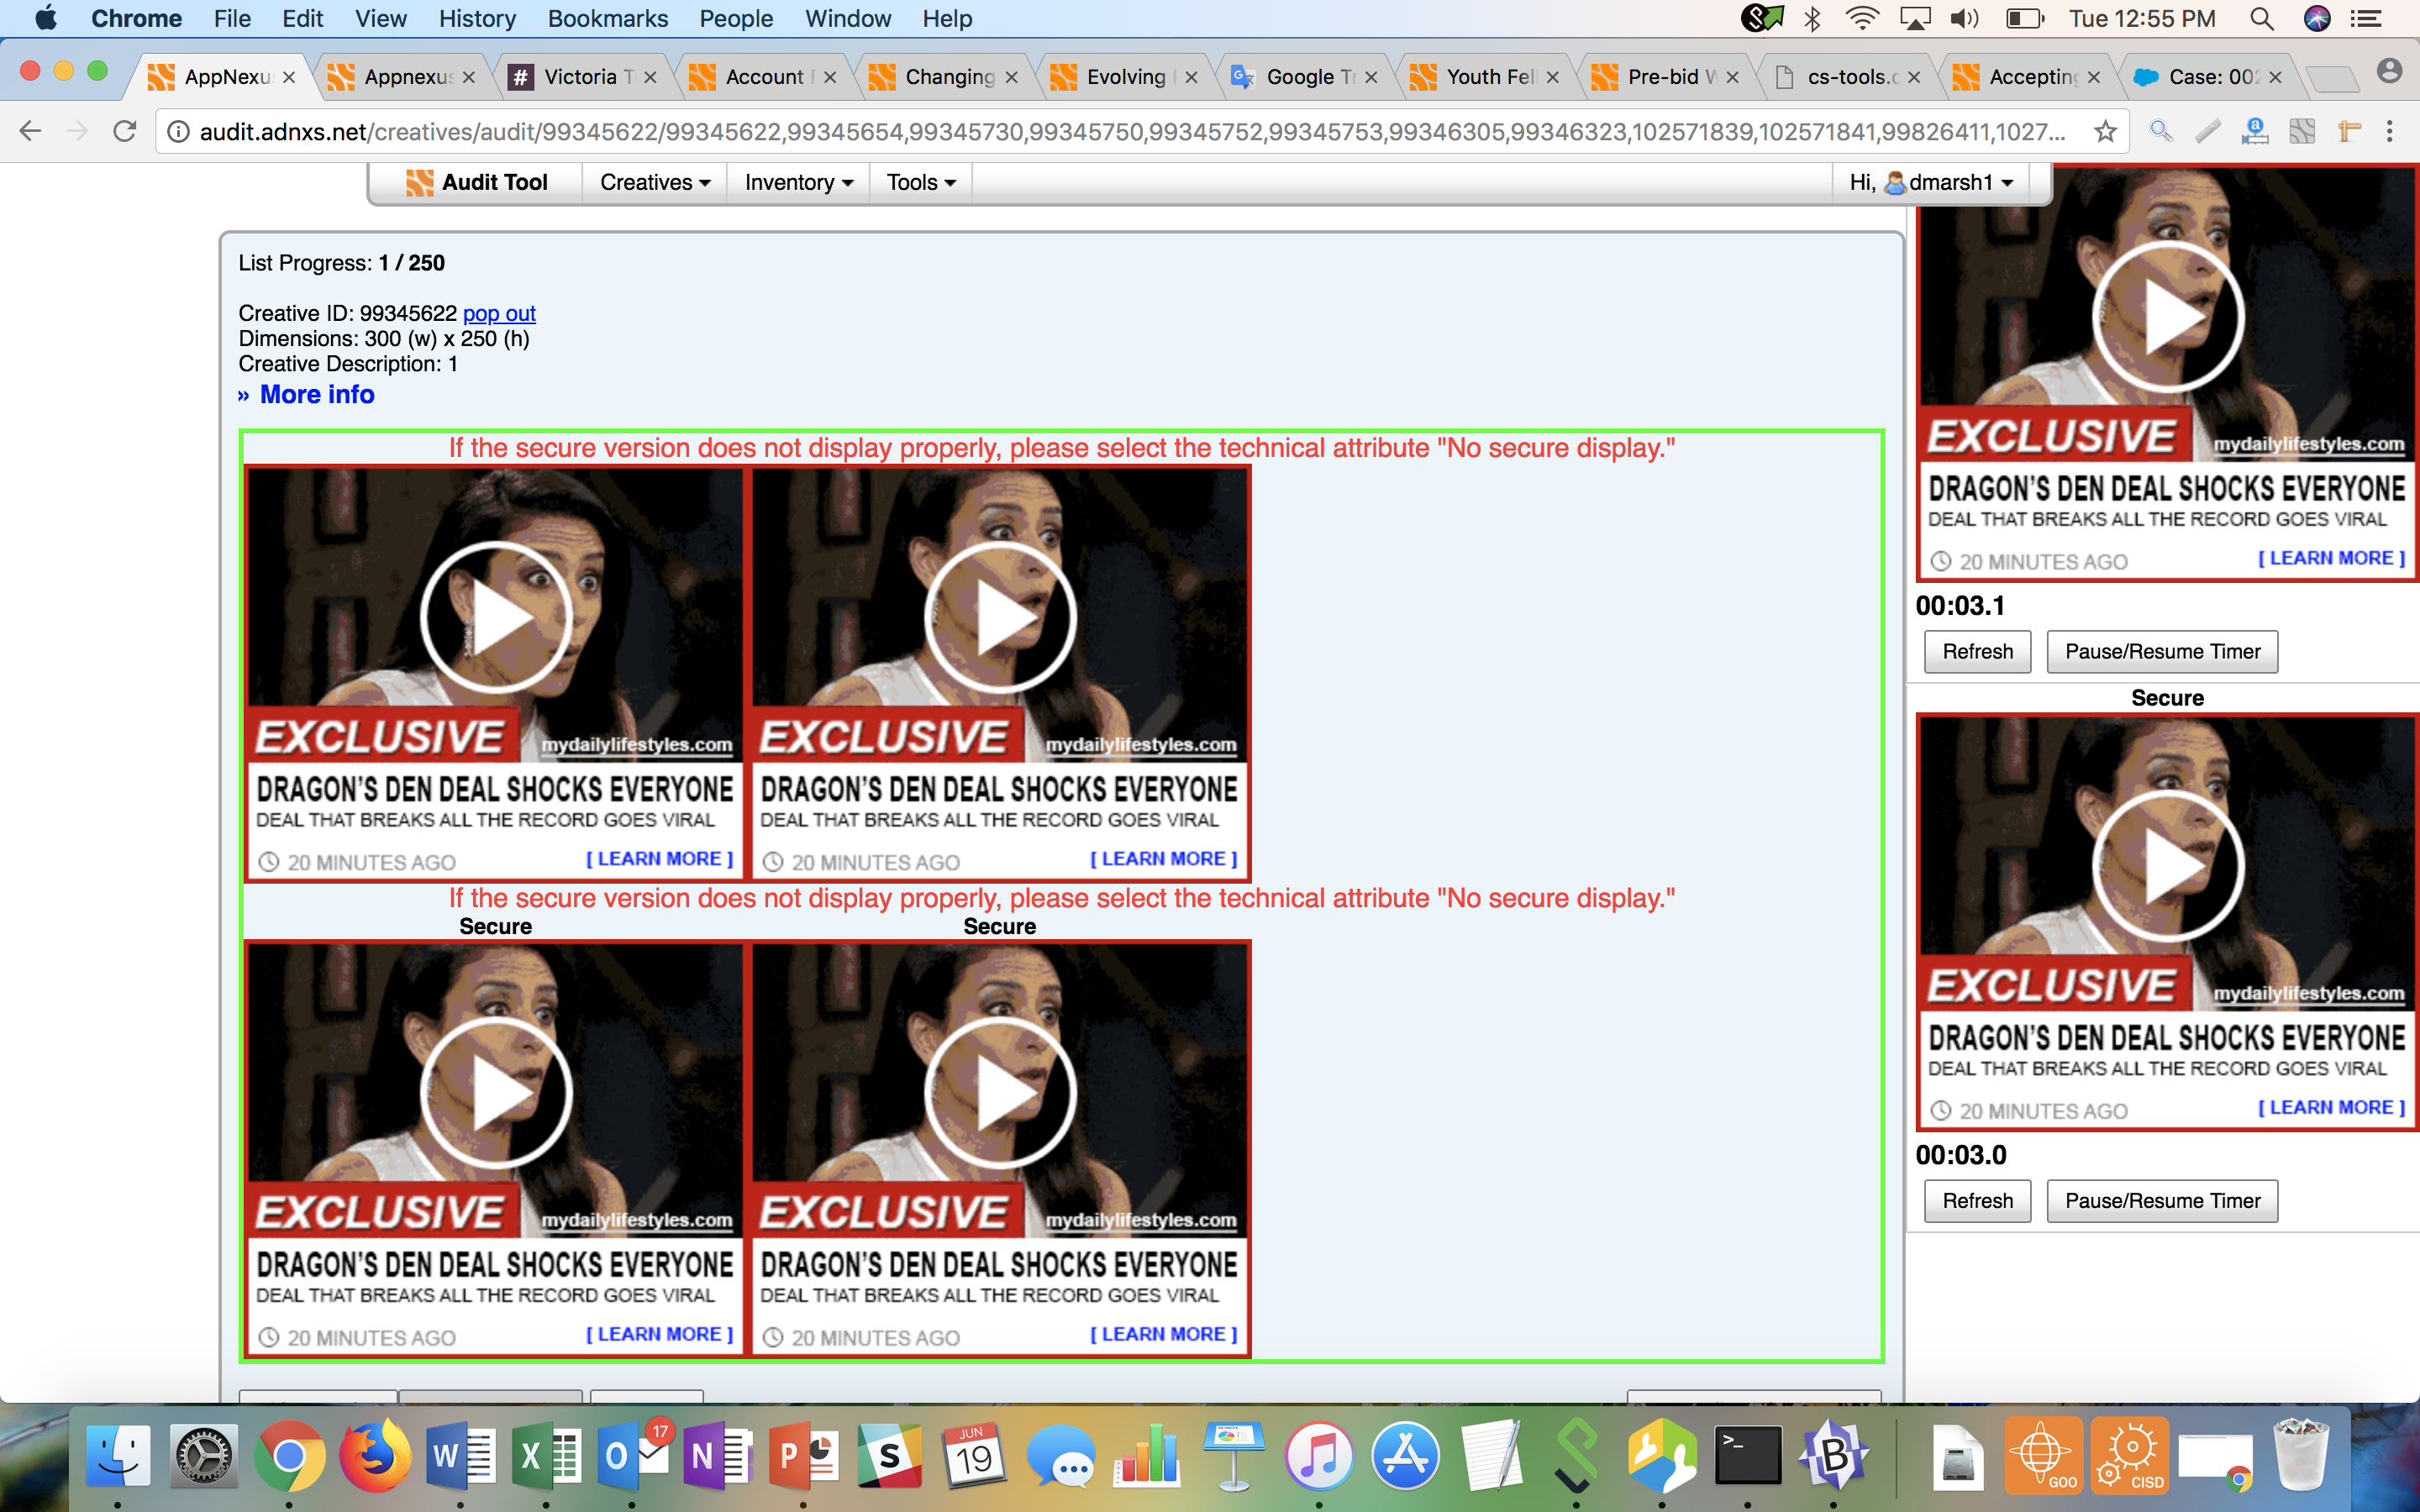 Chrome File Edit View History Bookmarks People Window Help Tue 12:55 PM
AppNexu Appnexus Victoria T Account Changing Evolving Google Tr Youth Fell Pre-bid cs-tools.c Accepting Case: 002
audit.adnxs.net/creatives/audit/99345622/99345622,99345654,99345730,99345750,99345752,99345753,99346305,99346323,102571839,102571841,99826411,1027...
Audit Tool Creatives Inventory Tools Hi, dmarsh1
List Progress: 1 / 250
Creative ID: 99345622 pop out
Dimensions: 300 (w) x 250 (h)
Creative Description: 1
» More info
If the secure version does not display properly, please select the technical attribute "No secure display."
EXCLUSIVE mydailylifestyles.com
DRAGON'S DEN DEAL SHOCKS EVERYONE
DEAL THAT BREAKS ALL THE RECORD GOES VIRAL
20 MINUTES AGO [ LEARN MORE ]
EXCLUSIVE mydailylifestyles.com
DRAGON'S DEN DEAL SHOCKS EVERYONE
DEAL THAT BREAKS ALL THE RECORD GOES VIRAL
20 MINUTES AGO [ LEARN MORE ]
If the secure version does not display properly, please select the technical attribute "No secure display."
Secure Secure
EXCLUSIVE mydailylifestyles.com
DRAGON'S DEN DEAL SHOCKS EVERYONE
DEAL THAT BREAKS ALL THE RECORD GOES VIRAL
20 MINUTES AGO [ LEARN MORE ]
EXCLUSIVE mydailylifestyles.com
DRAGON'S DEN DEAL SHOCKS EVERYONE
DEAL THAT BREAKS ALL THE RECORD GOES VIRAL
20 MINUTES AGO [ LEARN MORE ]
EXCLUSIVE mydailylifestyles.com
DRAGON'S DEN DEAL SHOCKS EVERYONE
DEAL THAT BREAKS ALL THE RECORD GOES VIRAL
20 MINUTES AGO [ LEARN MORE ]
00:03.1
Refresh Pause/Resume Timer
Secure
EXCLUSIVE mydailylifestyles.com
DRAGON'S DEN DEAL SHOCKS EVERYONE
DEAL THAT BREAKS ALL THE RECORD GOES VIRAL
20 MINUTES AGO [ LEARN MORE ]
00:03.0
Refresh Pause/Resume Timer
W X O 17 N P S JUN 19 >_ B GOO CISD